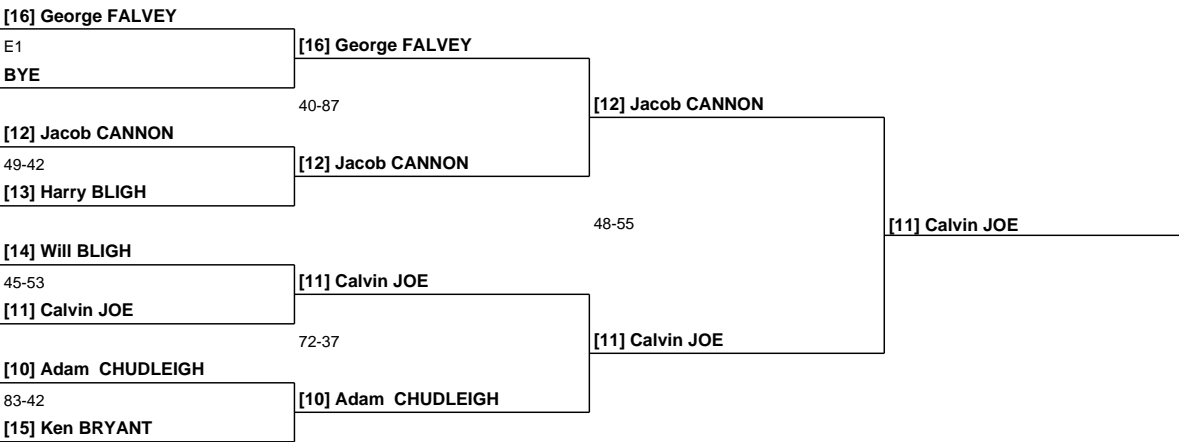 [16] George FALVEY
E1
BYE
[16] George FALVEY
40-87
[12] Jacob CANNON
49-42
[13] Harry BLIGH
[12] Jacob CANNON
[12] Jacob CANNON
48-55
[14] Will BLIGH
45-53
[11] Calvin JOE
[11] Calvin JOE
72-37
[10] Adam  CHUDLEIGH
83-42
[15] Ken BRYANT
[10] Adam  CHUDLEIGH
[11] Calvin JOE
[11] Calvin JOE